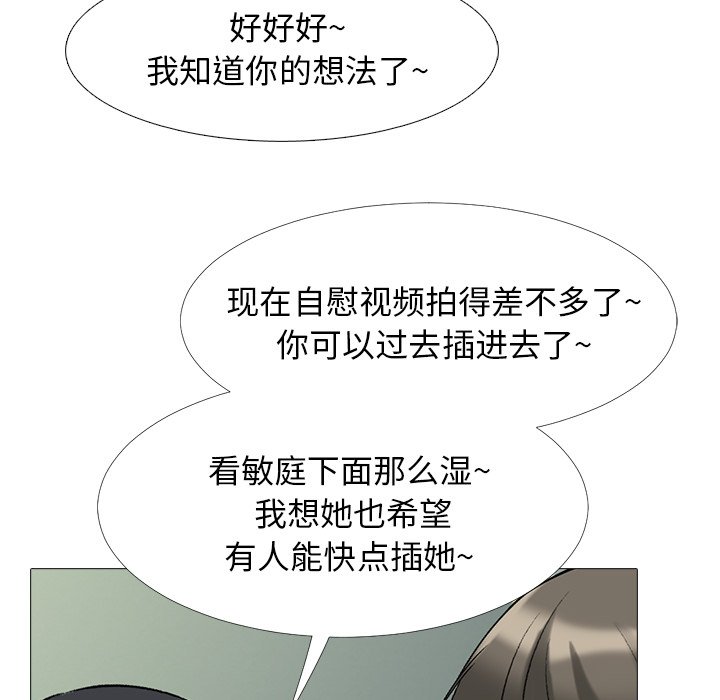 好好好~
我知道你的想法了~
现在自慰视频拍得差不多了~
你可以过去插进去了~
看敏庭下面那么湿~
我想她也希望
有人能快点插她~